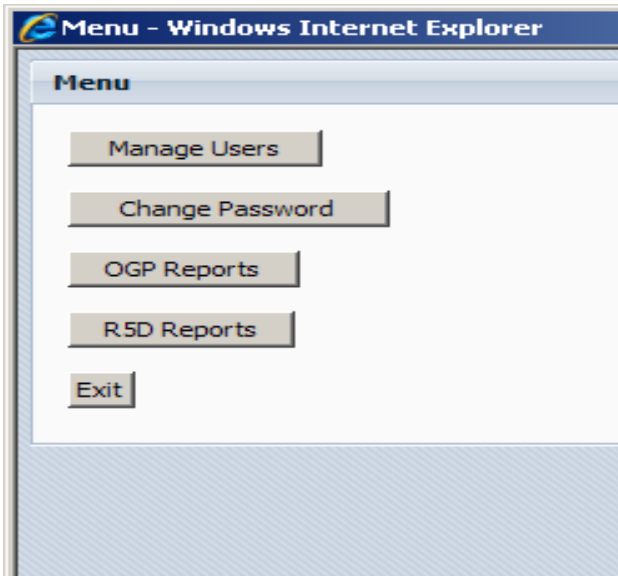 Menu - Windows Internet Explorer
Menu
Manage Users
Change Password
OGP Reports
R5D Reports
Exit